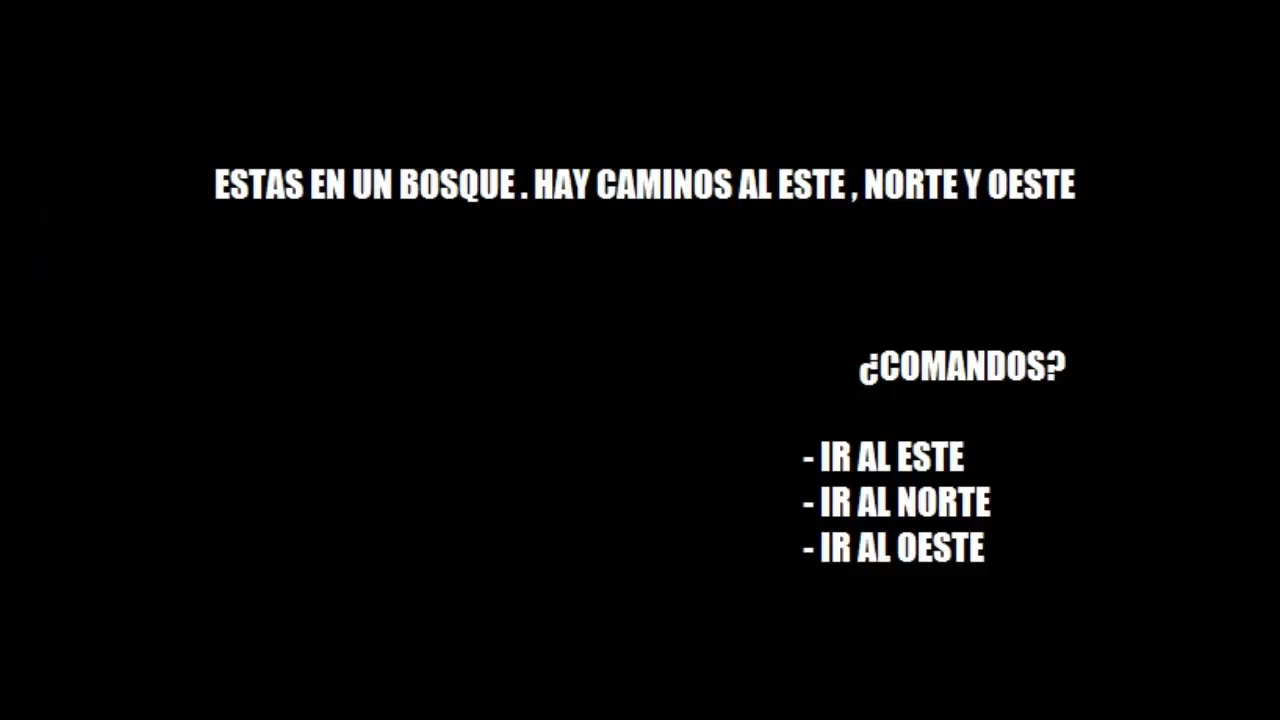 ESTAS EN UN BOSQUE . HAY CAMINOS AL ESTE , NORTE Y OESTE
¿COMANDOS?
- IR AL ESTE
- IR AL NORTE
- IR AL OESTE